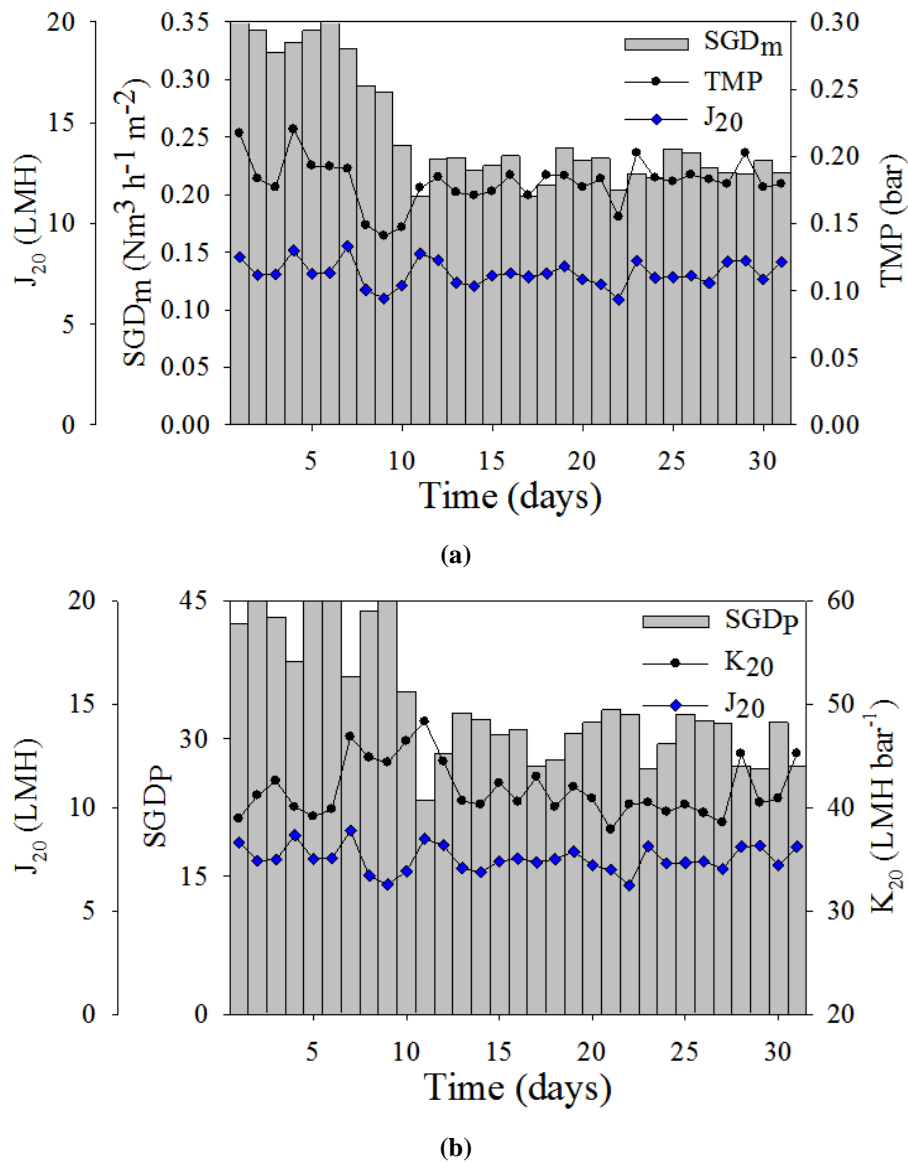 20
15
10
5
0
J20 (LMH)
0.35
0.30
0.25
0.20
0.15
0.10
0.05
0.00
SGDm (Nm3 h-1 m-2)
SGDm
TMP
J20
0.30
0.25
0.20
0.15
0.10
0.05
0.00
TMP (bar)
5 10 15 20 25 30
Time (days)
(a)
20
15
10
5
0
J20 (LMH)
45
30
15
0
SGDP
SGDP
K20
J20
60
50
40
30
20
K20 (LMH bar-1)
5 10 15 20 25 30
Time (days)
(b)